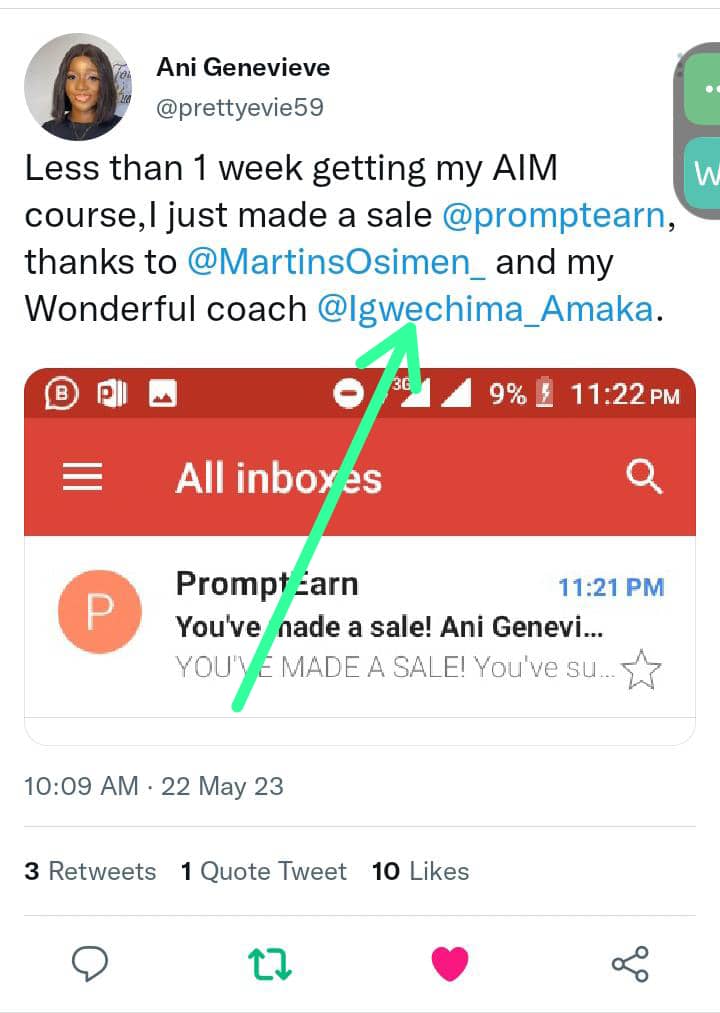 Ani Genevieve
@prettyevie59
Less than 1 week getting my AIM
course,I just made a sale @promptearn,
thanks to @MartinsOsimen_ and my
Wonderful coach @Igwechima_Amaka.
3G 9% 11:22 PM
All inboxes
P
PromptEarn 11:21 PM
You've made a sale! Ani Genevi...
YOU'VE MADE A SALE! You've su...
10:09 AM · 22 May 23
3 Retweets 1 Quote Tweet 10 Likes